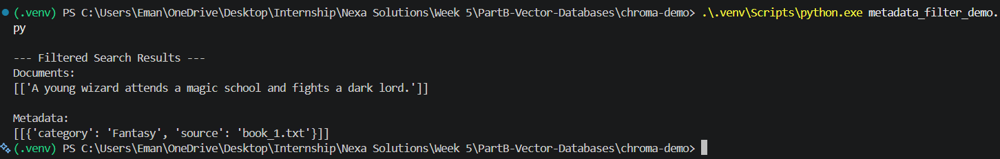 (.venv) PS C:\Users\Eman\OneDrive\Desktop\Internship\Nexa Solutions\Week 5\PartB-Vector-Databases\chroma-demo> .\.venv\Scripts\python.exe metadata_filter_demo.
py
--- Filtered Search Results ---
Documents:
[['A young wizard attends a magic school and fights a dark lord.']]
Metadata:
[[{'category': 'Fantasy', 'source': 'book_1.txt'}]]
(.venv) PS C:\Users\Eman\OneDrive\Desktop\Internship\Nexa Solutions\Week 5\PartB-Vector-Databases\chroma-demo>